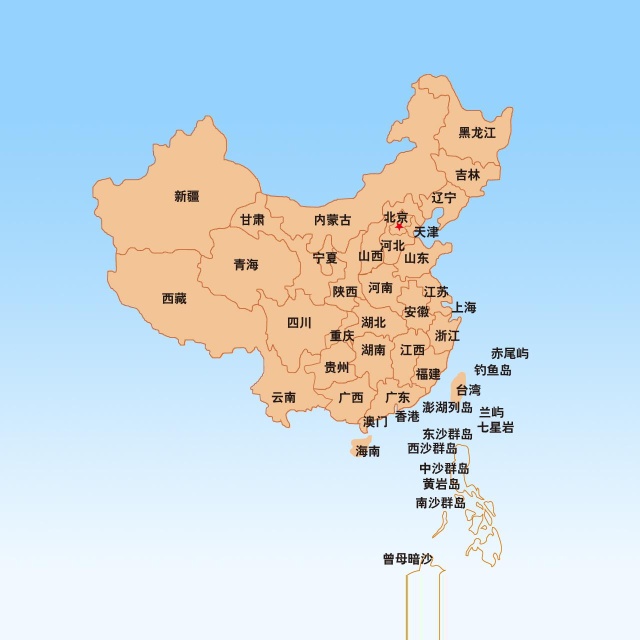 黑龙江
吉林
新疆
辽宁
北京
甘肃
内蒙古
天津
河北
宁夏
山西
山东
青海
河南
陕西
江苏
西藏
上海
安徽
四川
湖北
重庆
浙江
湖南
江西
赤尾屿
贵州
钓鱼岛
福建
台湾
云南
广西
广东
澎湖列岛
兰屿
香港
澳门
七星岩
东沙群岛
西沙群岛
海南
中沙群岛
黄岩岛
南沙群岛
曾母暗沙